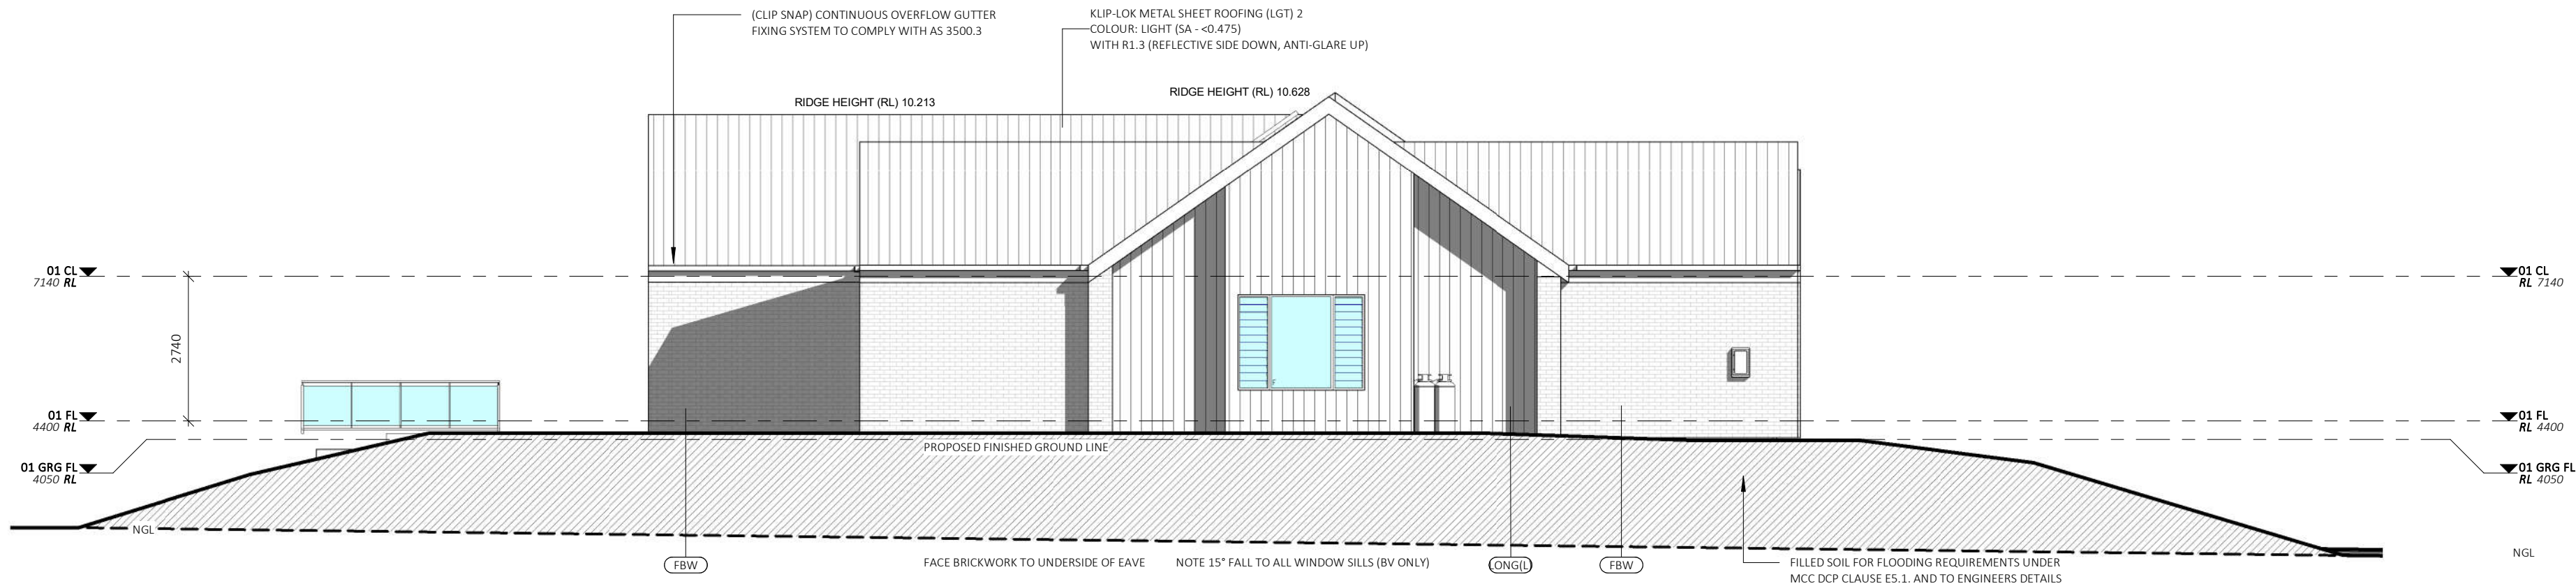 (CLIP SNAP) CONTINUOUS OVERFLOW GUTTER
FIXING SYSTEM TO COMPLY WITH AS 3500.3
KLIP-LOK METAL SHEET ROOFING (LGT) 2
COLOUR: LIGHT (SA - <0.475)
WITH R1.3 (REFLECTIVE SIDE DOWN, ANTI-GLARE UP)
RIDGE HEIGHT (RL) 10.213
RIDGE HEIGHT (RL) 10.628
01 CL
7140 RL
01 CL
RL 7140
2740
F
01 FL
4400 RL
01 FL
RL 4400
PROPOSED FINISHED GROUND LINE
01 GRG FL
4050 RL
01 GRG FL
RL 4050
NGL
NGL
FBW
FACE BRICKWORK TO UNDERSIDE OF EAVE
NOTE 15° FALL TO ALL WINDOW SILLS (BV ONLY)
LONG(L)
FBW
FILLED SOIL FOR FLOODING REQUIREMENTS UNDER
MCC DCP CLAUSE E5.1. AND TO ENGINEERS DETAILS